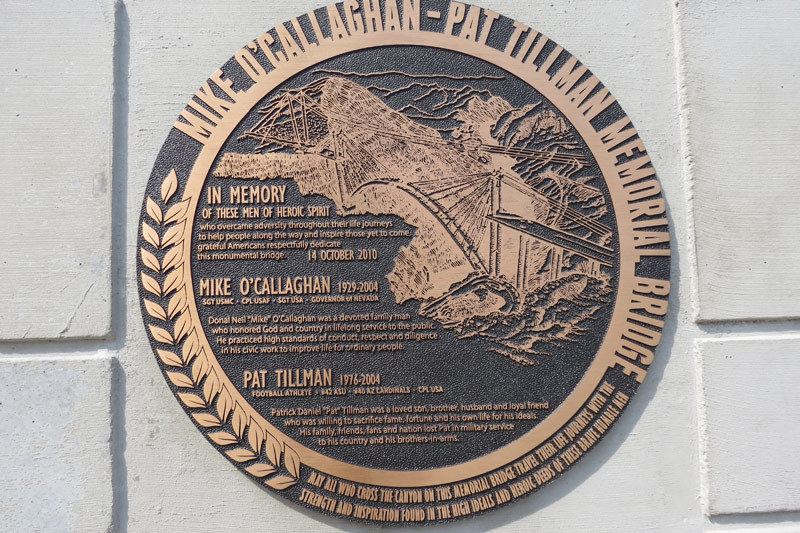 MIKE O'CALLAGHAN - PAT TILLMAN MEMORIAL BRIDGE
IN MEMORY
OF THESE MEN OF HEROIC SPIRIT
who overcame adversity throughout their life journeys
to help people along the way and inspire those yet to come,
grateful Americans respectfully dedicate
this monumental bridge. 14 OCTOBER 2010
MIKE O'CALLAGHAN 1929-2004
SGT USMC • CPL USAF • SGT USA • GOVERNOR of NEVADA
Donal Neil "Mike" O'Callaghan was a devoted family man
who honored God and country in lifelong service to the public.
He practiced high standards of conduct, respect and diligence
in his civic work to improve life for ordinary people.
PAT TILLMAN 1976-2004
FOOTBALL ATHLETE • #42 ASU • #40 AZ CARDINALS • CPL USA
Patrick Daniel "Pat" Tillman was a loved son, brother, husband and loyal friend
who was willing to sacrifice fame, fortune and his own life for his ideals.
His family, friends, fans and nation lost Pat in military service
to his country and his brothers-in-arms.
MAY ALL WHO CROSS THE CANYON ON THIS MEMORIAL BRIDGE TRAVEL THEIR LIFE JOURNEYS WITH THE
STRENGTH AND INSPIRATION FOUND IN THE HIGH IDEALS AND HEROIC DEEDS OF THESE BRAVE HUMBLE MEN